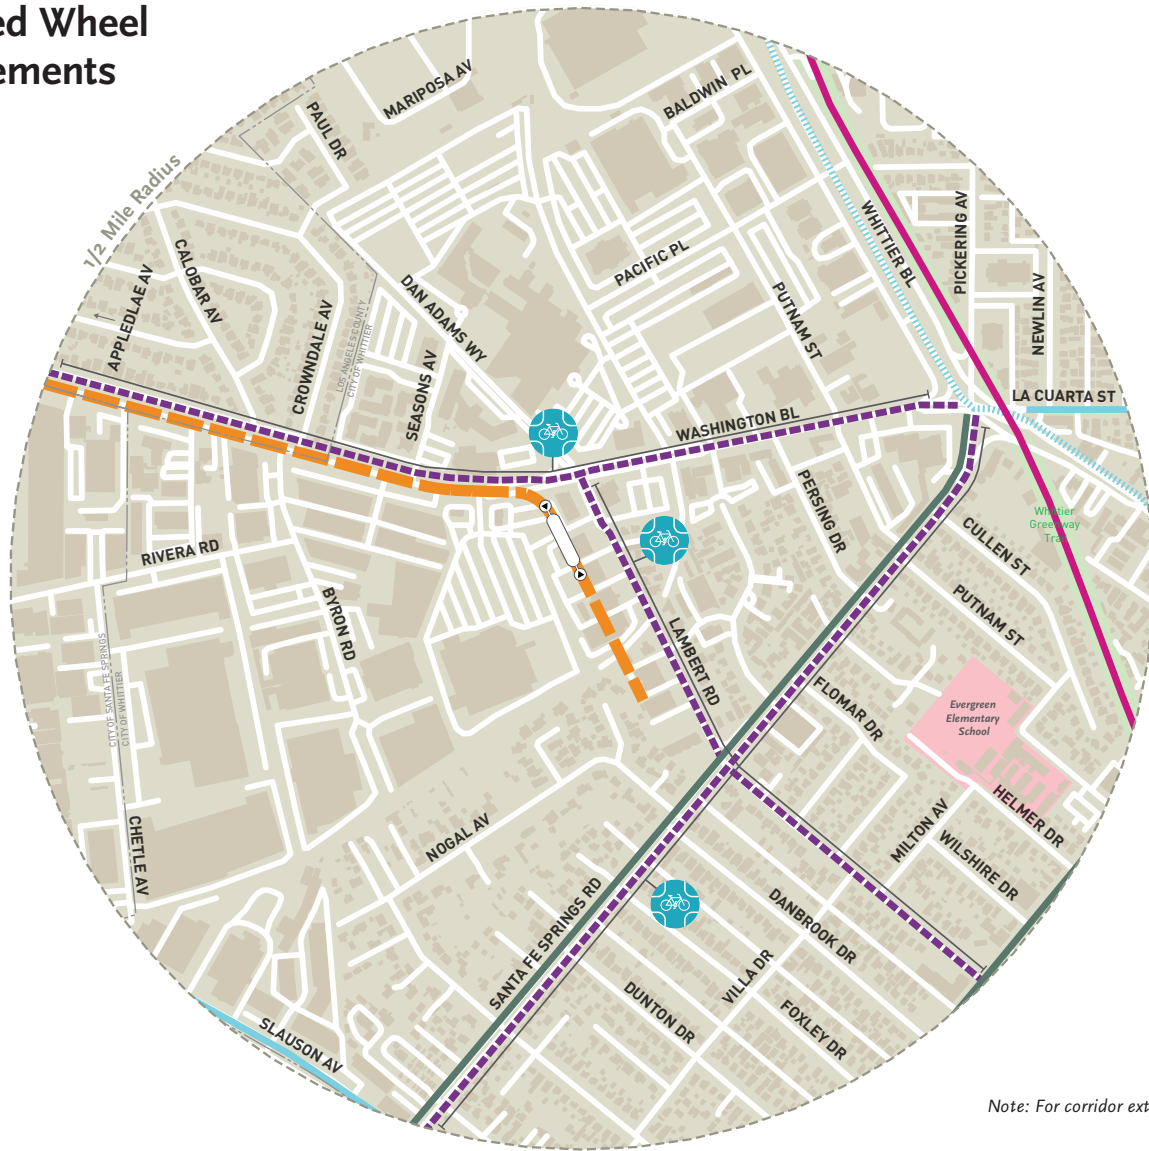 ed Wheel
ements
1/2 Mile Radius
MARIPOSA AV
PAUL DR
BALDWIN PL
WHITTIER BL
PICKERING AV
NEWLIN AV
LA CUARTA ST
PACIFIC PL
PUTNAM ST
CALOBAR AV
APPLEDLAE AV
CROWNDALE AV
LOS ANGELES COUNTY
CITY OF WHITTIER
DAN ADAMS WY
SEASONS AV
WASHINGTON BL
PERSING DR
Whittier
Greenway
Trail
CULLEN ST
PUTNAM ST
RIVERA RD
BYRON RD
LAMBERT RD
CITY OF SANTA FE SPRINGS
CITY OF WHITTIER
FLOMAR DR
Evergreen
Elementary
School
HELMER DR
MILTON AV
WILSHIRE DR
CHETLE AV
NOGAL AV
SANTA FE SPRINGS RD
DANBROOK DR
VILLA DR
FOXLEY DR
DUNTON DR
SLAUSON AV
Note: For corridor ext